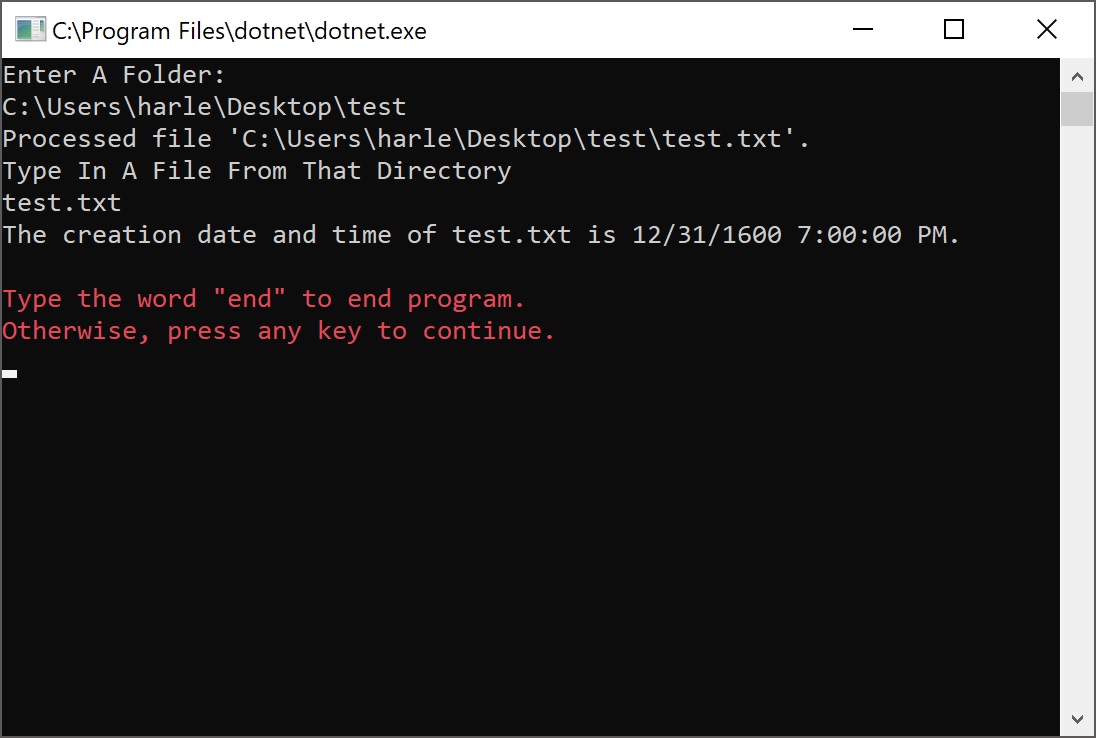 C:\Program Files\dotnet\dotnet.exe
Enter A Folder:
C:\Users\harle\Desktop\test
Processed file 'C:\Users\harle\Desktop\test\test.txt'.
Type In A File From That Directory
test.txt
The creation date and time of test.txt is 12/31/1600 7:00:00 PM.
Type the word "end" to end program.
Otherwise, press any key to continue.